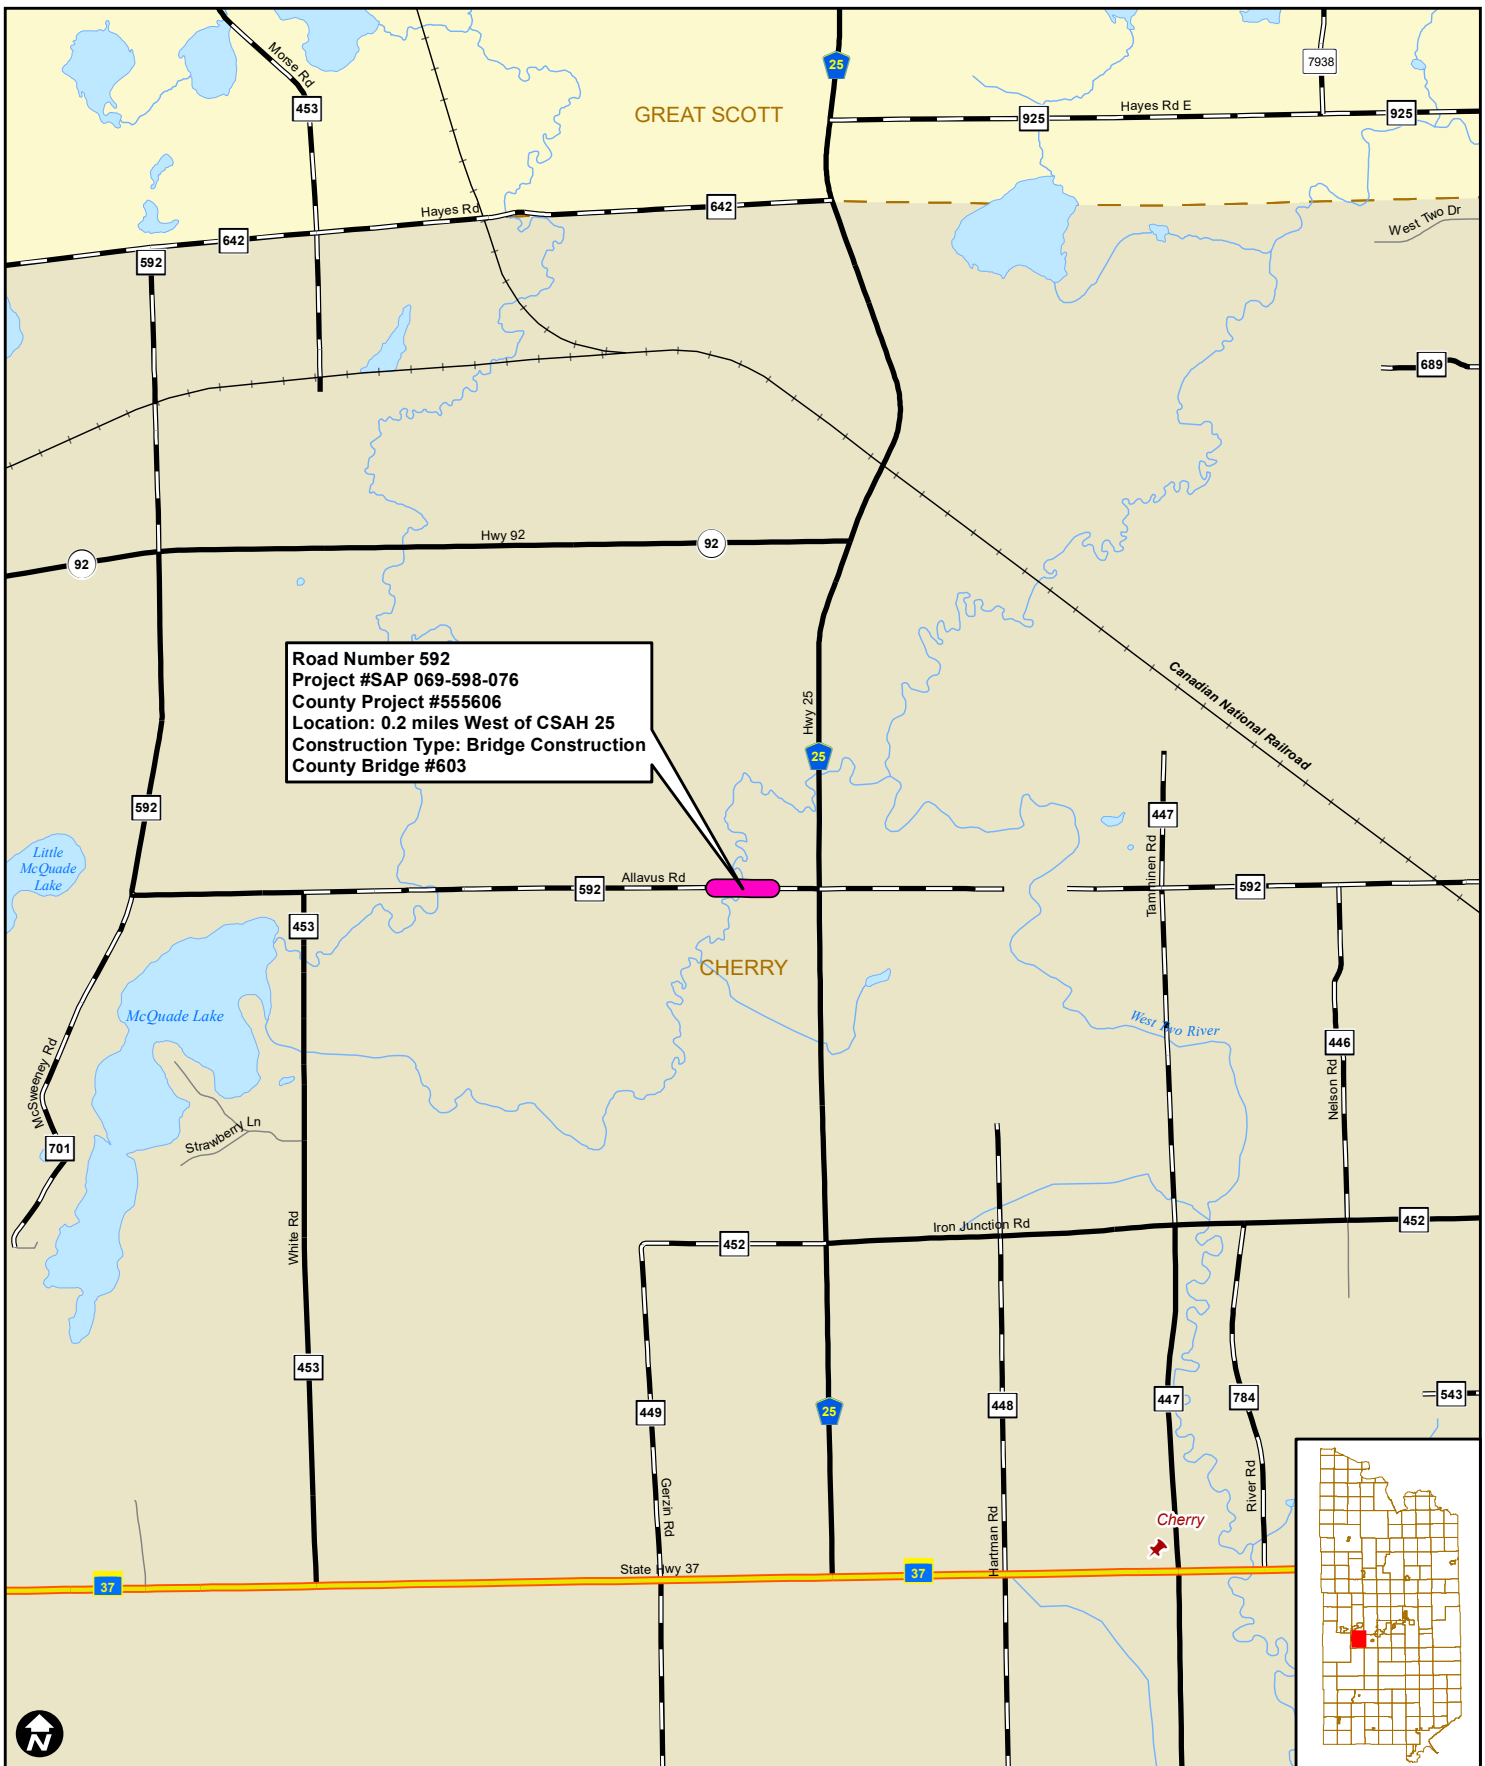 25
Morse Rd
7938
453
GREAT SCOTT
Hayes Rd E
925
925
Hayes Rd
642
642
West Two Dr
592
689
Hwy 92
92
92
Road Number 592
Project #SAP 069-598-076
County Project #555606
Location: 0.2 miles West of CSAH 25
Construction Type: Bridge Construction
County Bridge #603
Canadian National Railroad
Hwy 25
25
592
447
Tamminen Rd
Little
McQuade
Lake
Allavus Rd
592
592
453
CHERRY
McQuade Lake
West Two River
446
McSweeney Rd
Nelson Rd
Strawberry Ln
701
White Rd
Iron Junction Rd
452
452
453
449
25
448
447
784
543
Gerzin Rd
Hartman Rd
River Rd
Cherry
State Hwy 37
37
37
N